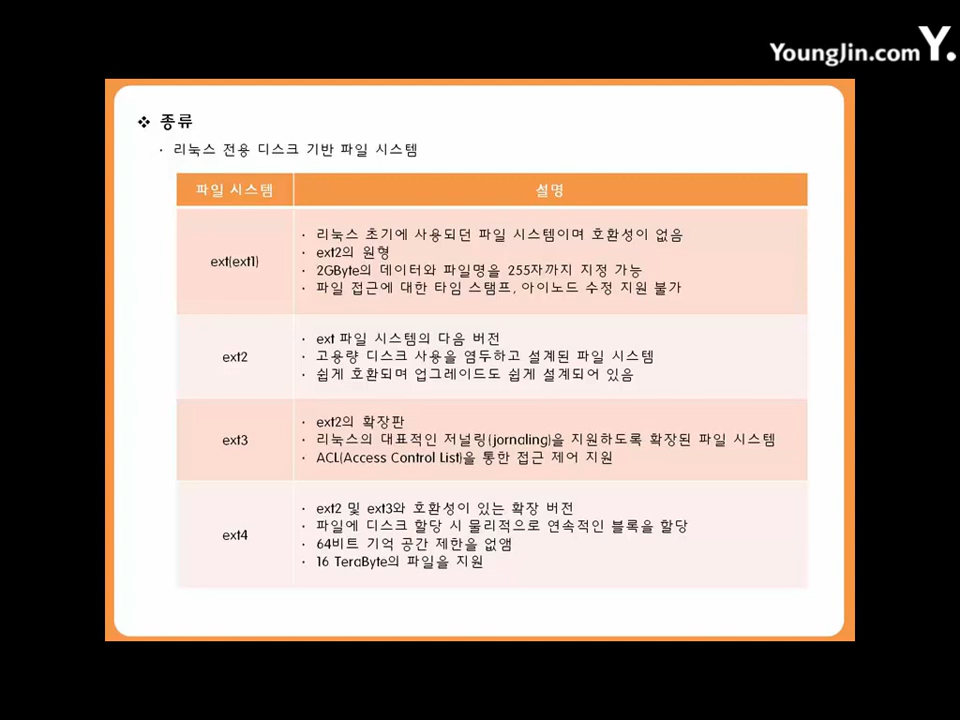 YoungJin.com Y.
❖ 종류
· 리눅스 전용 디스크 기반 파일 시스템
파일 시스템 설명
ext(ext1)
· 리눅스 초기에 사용되던 파일 시스템이며 호환성이 없음
· ext2의 원형
· 2GByte의 데이터와 파일명을 255자까지 지정 가능
· 파일 접근에 대한 타임 스탬프, 아이노드 수정 지원 불가
ext2
· ext 파일 시스템의 다음 버전
· 고용량 디스크 사용을 염두하고 설계된 파일 시스템
· 쉽게 호환되며 업그레이드도 쉽게 설계되어 있음
ext3
· ext2의 확장판
· 리눅스의 대표적인 저널링(jornaling)을 지원하도록 확장된 파일 시스템
· ACL(Access Control List)을 통한 접근 제어 지원
ext4
· ext2 및 ext3와 호환성이 있는 확장 버전
· 파일에 디스크 할당 시 물리적으로 연속적인 블록을 할당
· 64비트 기억 공간 제한을 없앰
· 16 TeraByte의 파일을 지원